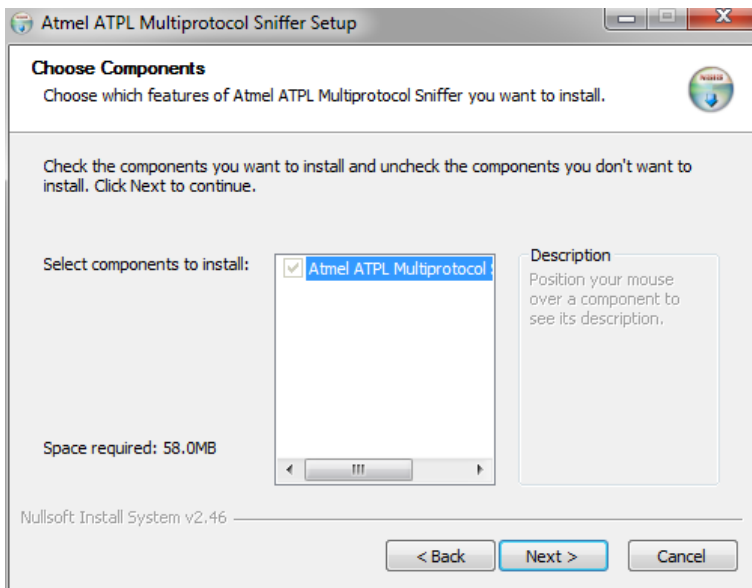 Atmel ATPL Multiprotocol Sniffer Setup
Choose Components
Choose which features of Atmel ATPL Multiprotocol Sniffer you want to install.
Check the components you want to install and uncheck the components you don't want to
install. Click Next to continue.
Select components to install:
Atmel ATPL Multiprotocol
Description
Position your mouse
over a component to
see its description.
Space required: 58.0MB
Nullsoft Install System v2.46
< Back
Next >
Cancel